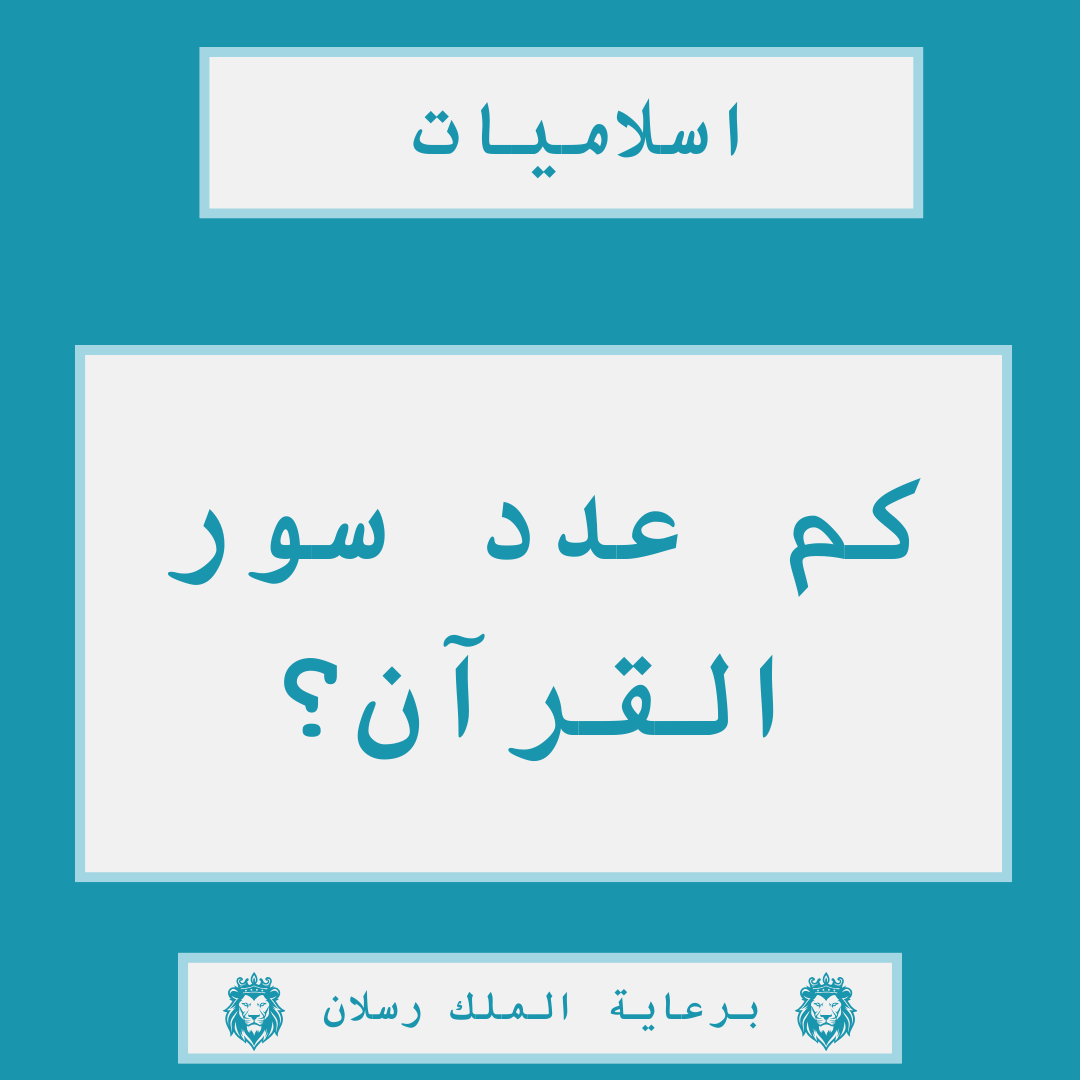 اسلاميات
كم عدد سور
القرآن؟
برعاية الملك رسلان